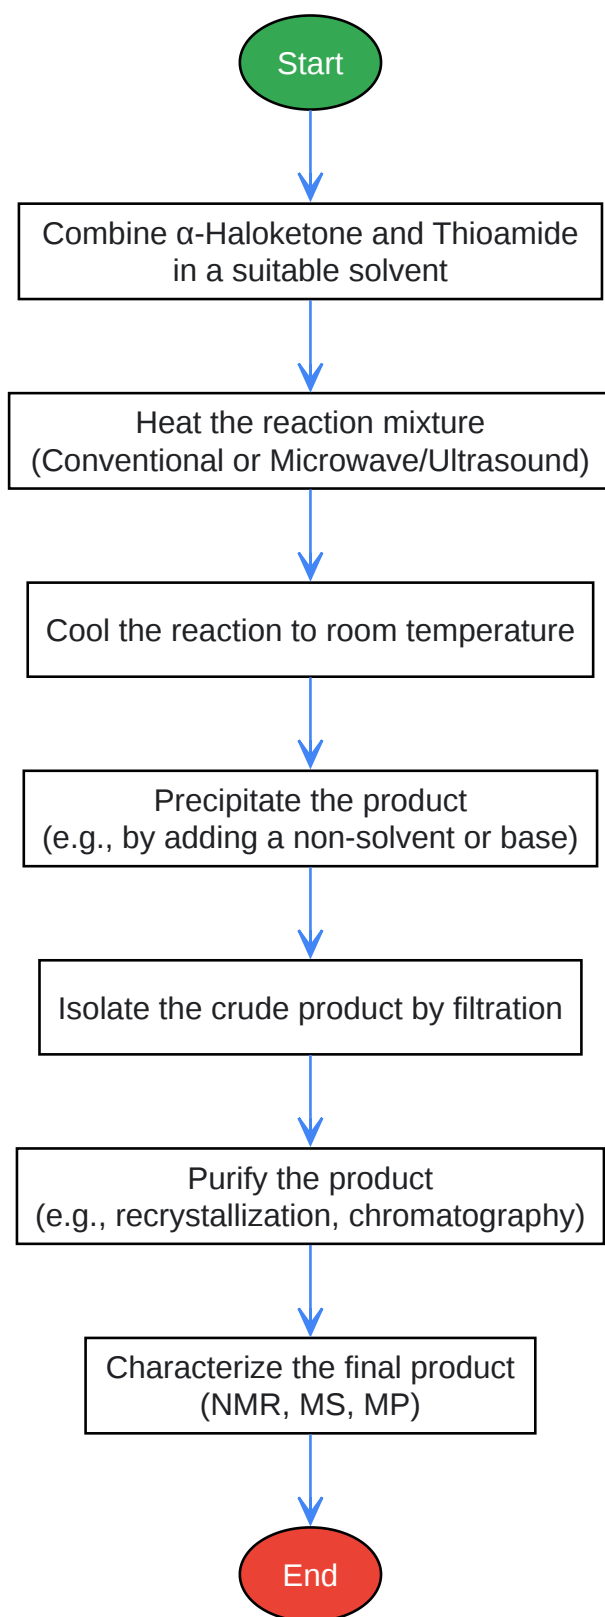 Start
Combine α-Haloketone and Thioamide
in a suitable solvent
Heat the reaction mixture
(Conventional or Microwave/Ultrasound)
Cool the reaction to room temperature
Precipitate the product
(e.g., by adding a non-solvent or base)
Isolate the crude product by filtration
Purify the product
(e.g., recrystallization, chromatography)
Characterize the final product
(NMR, MS, MP)
End